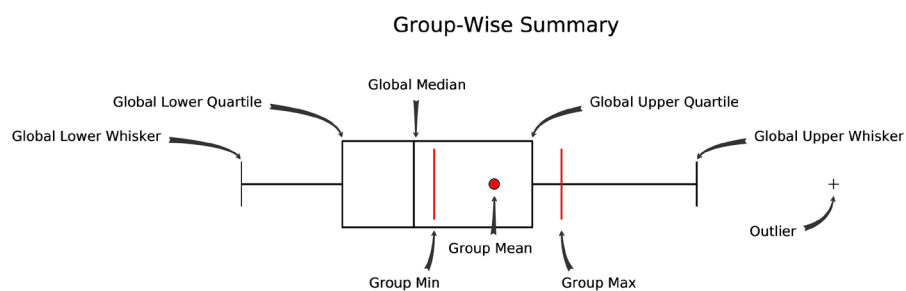 Group-Wise Summary
Global Median
Global Lower Quartile
Global Upper Quartile
Global Lower Whisker
Global Upper Whisker
Outlier
Group Mean
Group Min
Group Max